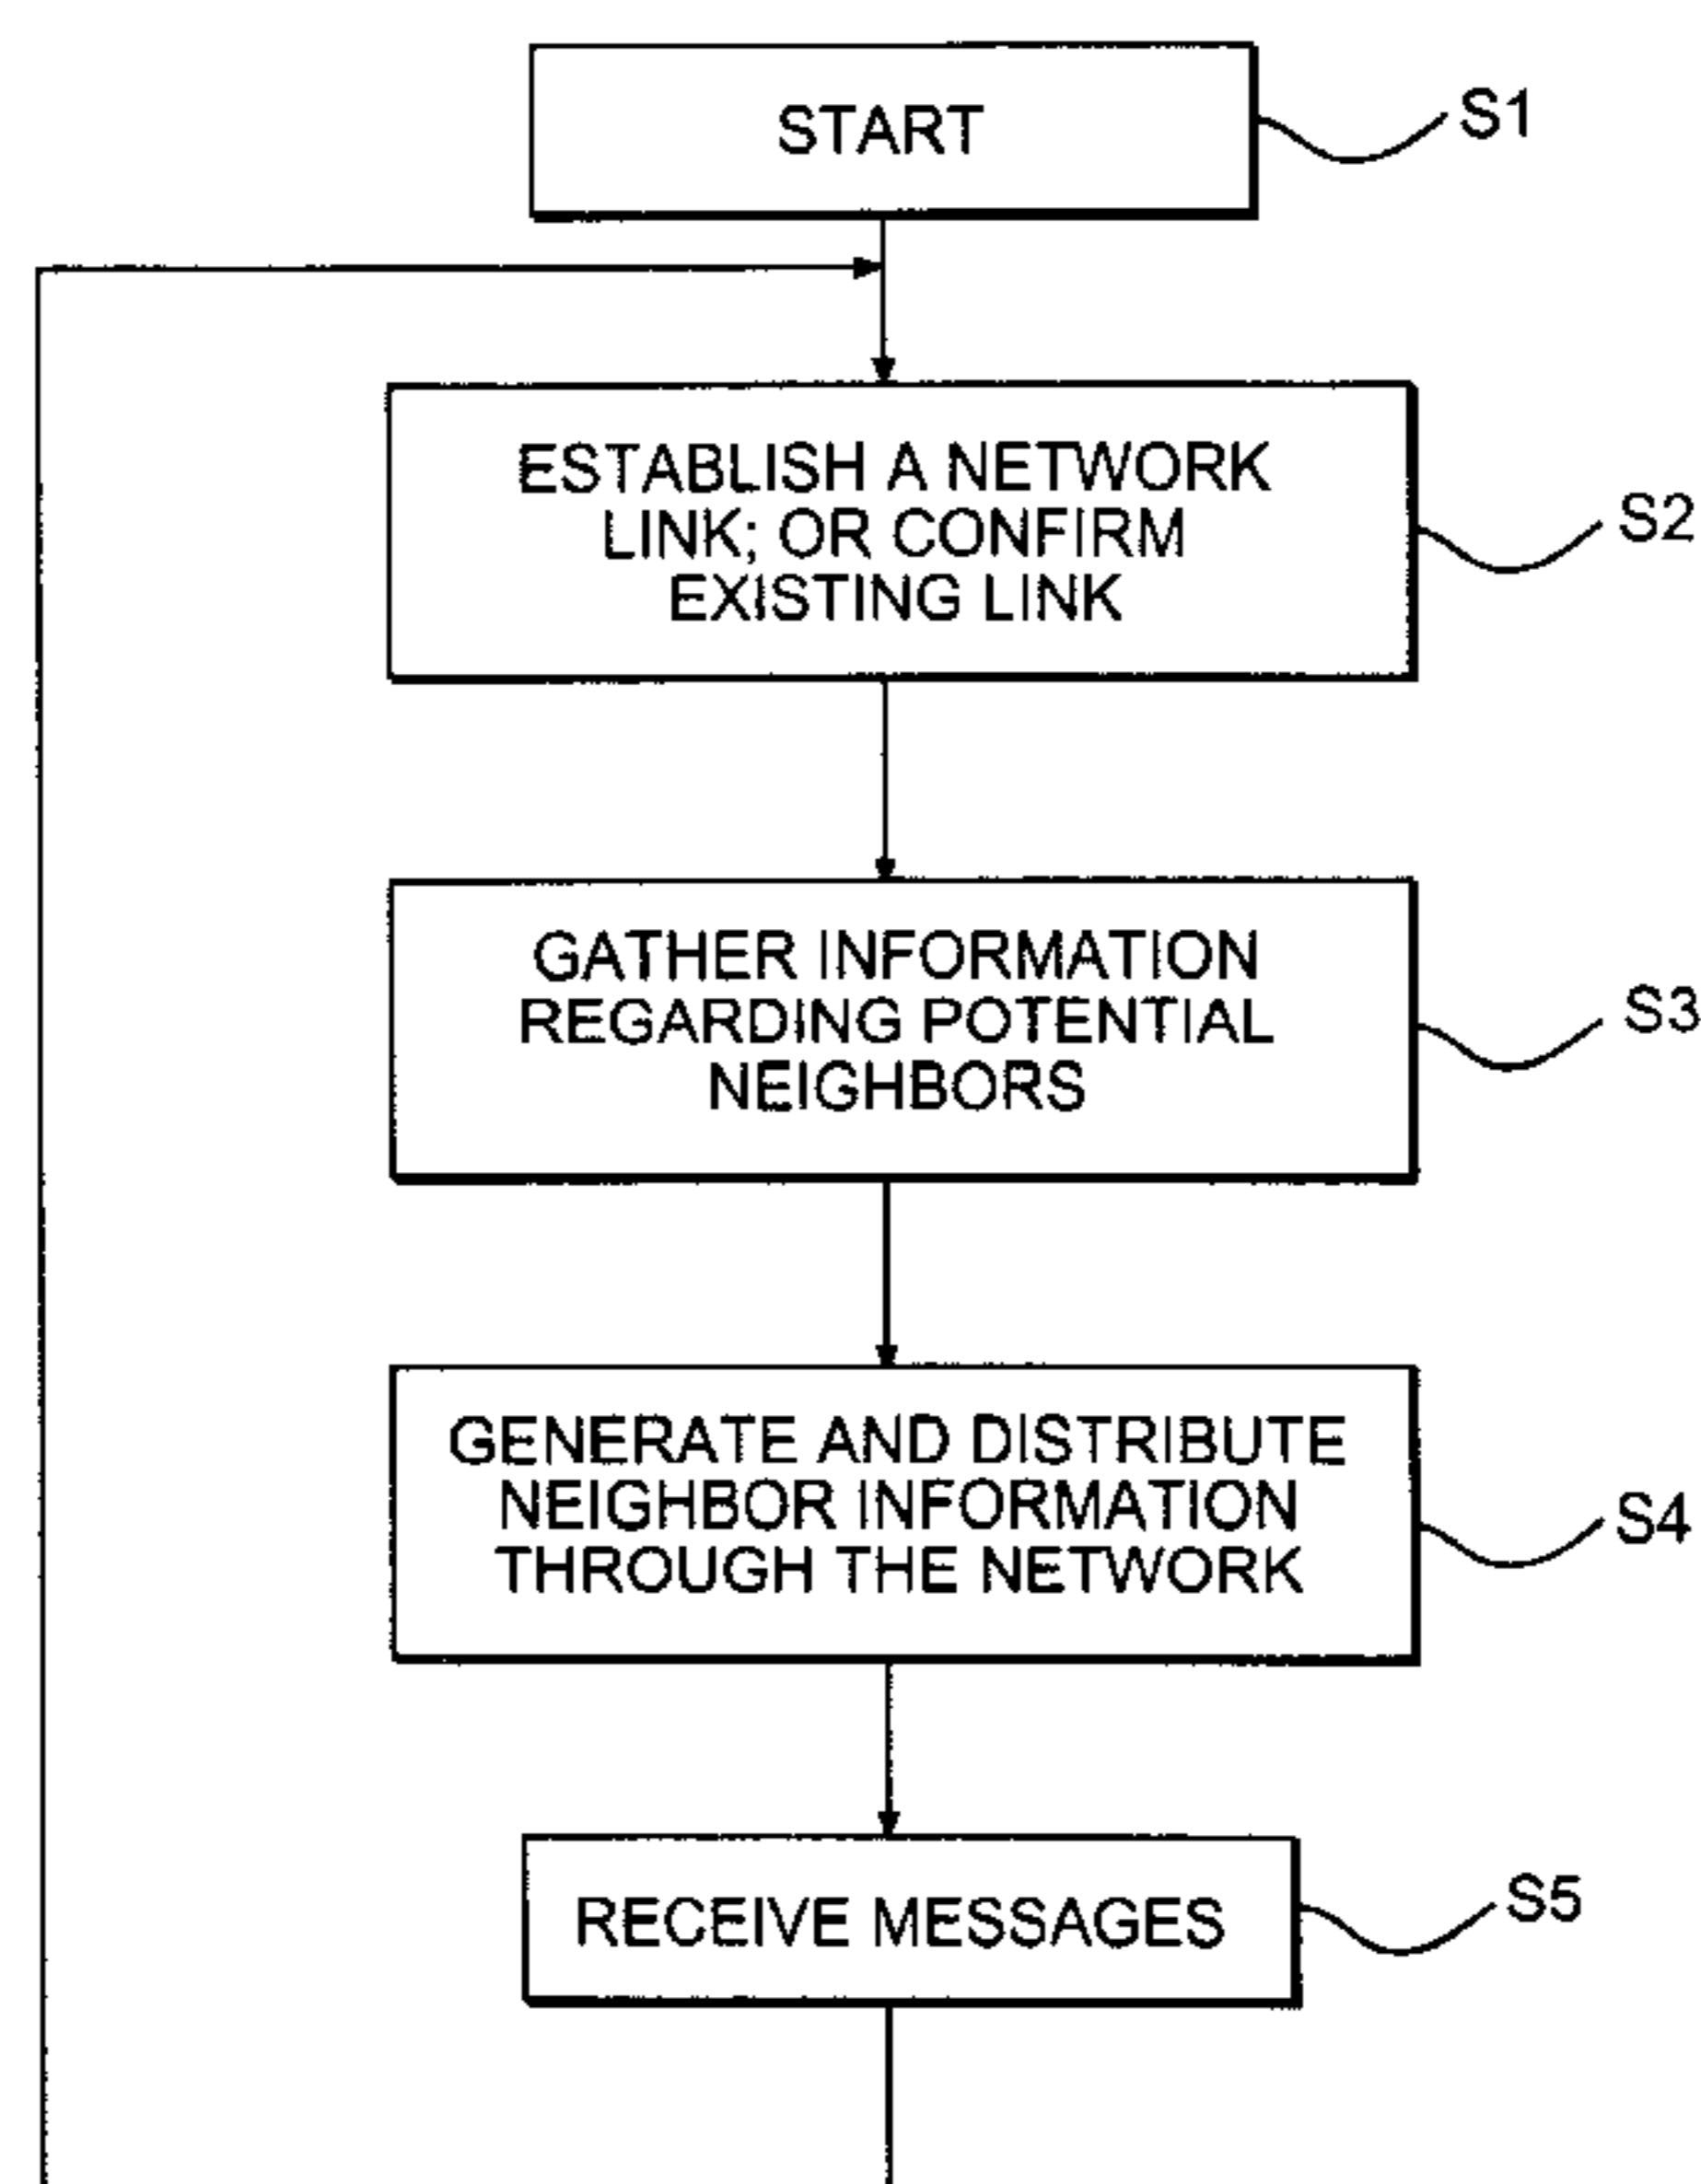 START
S1
ESTABLISH A NETWORK
LINK; OR CONFIRM
EXISTING LINK
S2
GATHER INFORMATION
REGARDING POTENTIAL
NEIGHBORS
S3
GENERATE AND DISTRIBUTE
NEIGHBOR INFORMATION
THROUGH THE NETWORK
S4
RECEIVE MESSAGES
S5